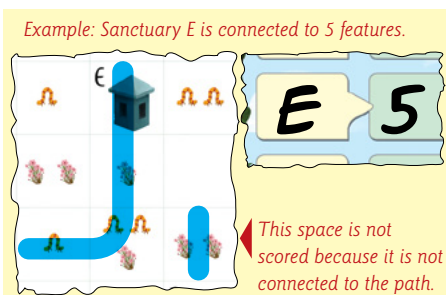 Example: Sanctuary E is connected to 5 features.
E
E 5
This space is not
scored because it is not
connected to the path.